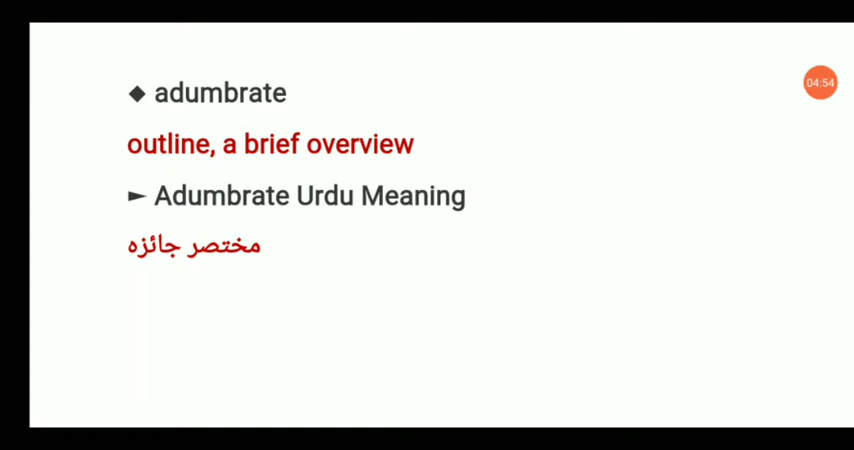 ◆ adumbrate
04:54
outline, a brief overview
► Adumbrate Urdu Meaning
مختصر جائزہ